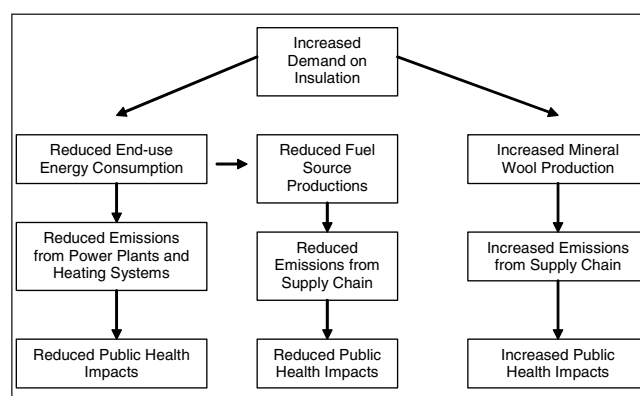 Increased
Demand on
Insulation
Reduced End-use
Energy Consumption
Reduced Fuel
Source
Productions
Increased Mineral
Wool Production
Reduced Emissions
from Power Plants and
Heating Systems
Reduced
Emissions from
Supply Chain
Increased Emissions
from Supply Chain
Reduced Public Health
Impacts
Reduced Public
Health Impacts
Increased Public
Health Impacts